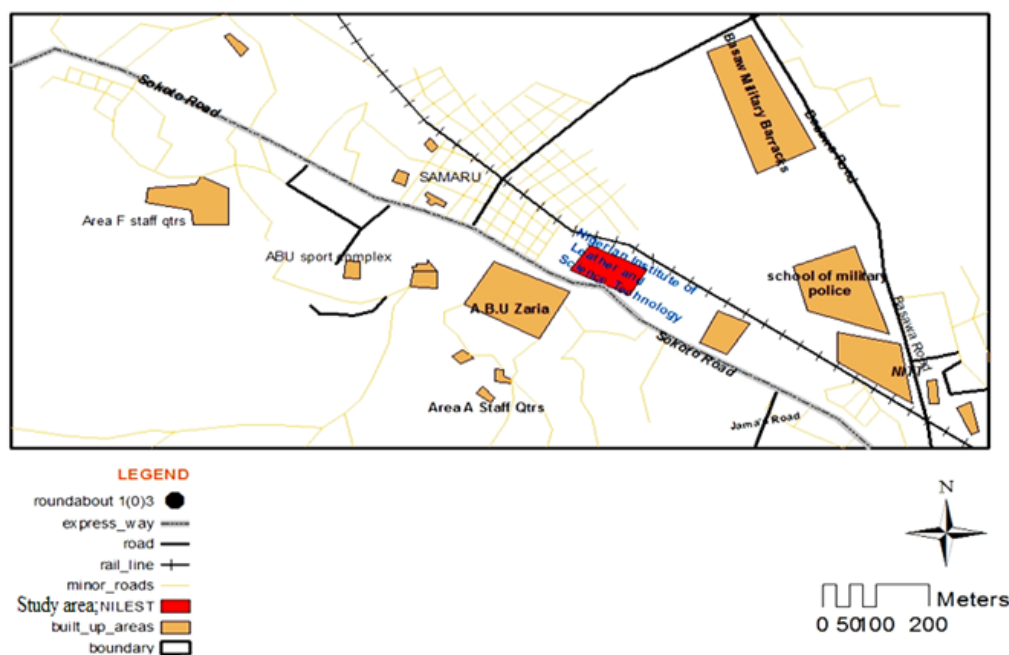 Sokoto Road
Basaw Military Barracks
Basawa Road
SAMARU
Area F staff qtrs
ABU sport complex
Nigerian Institute of
Leather and
Science Technology
school of military
police
A.B.U Zaria
Basawa Road
Sokoto Road
NITT
Area A Staff Qtrs
Jama'a Road
LEGEND
roundabout 1(0)3
express_way
road
rail_line
minor_roads
Study area; NILEST
built_up_areas
boundary
N
Meters
0 50100 200